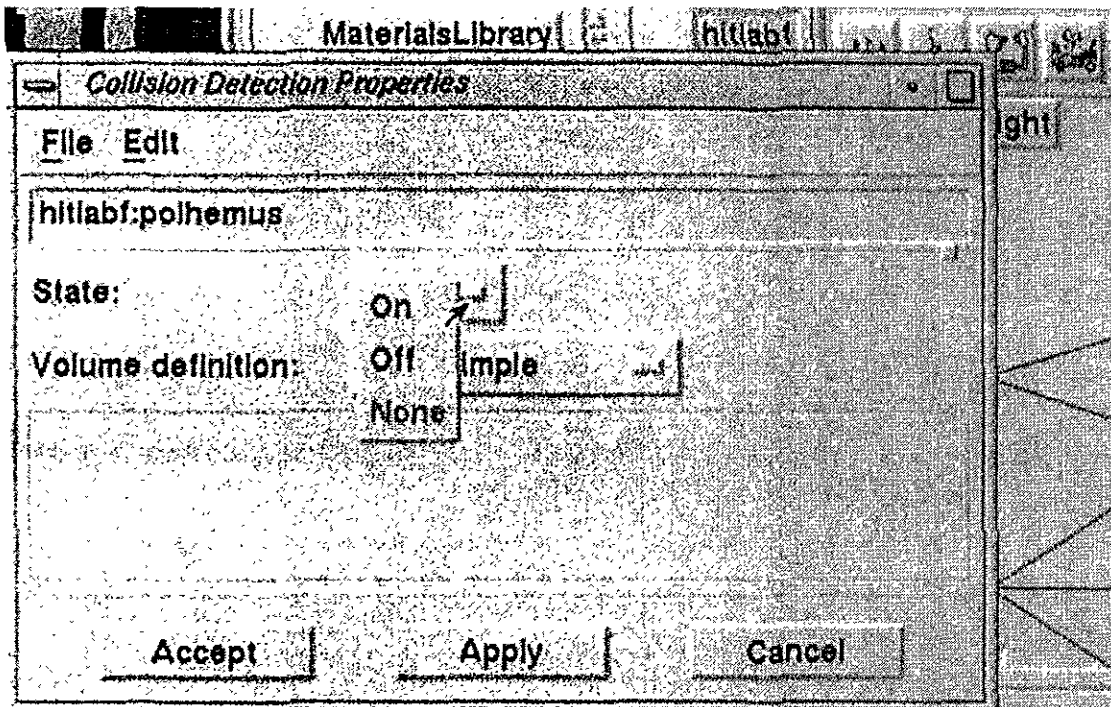 MaterialsLibrary hitlabf
Collision Detection Properties
File Edit
ight
hitlabf:polhemus
State:
On
Volume definition:
Off imple
None
Accept Apply Cancel